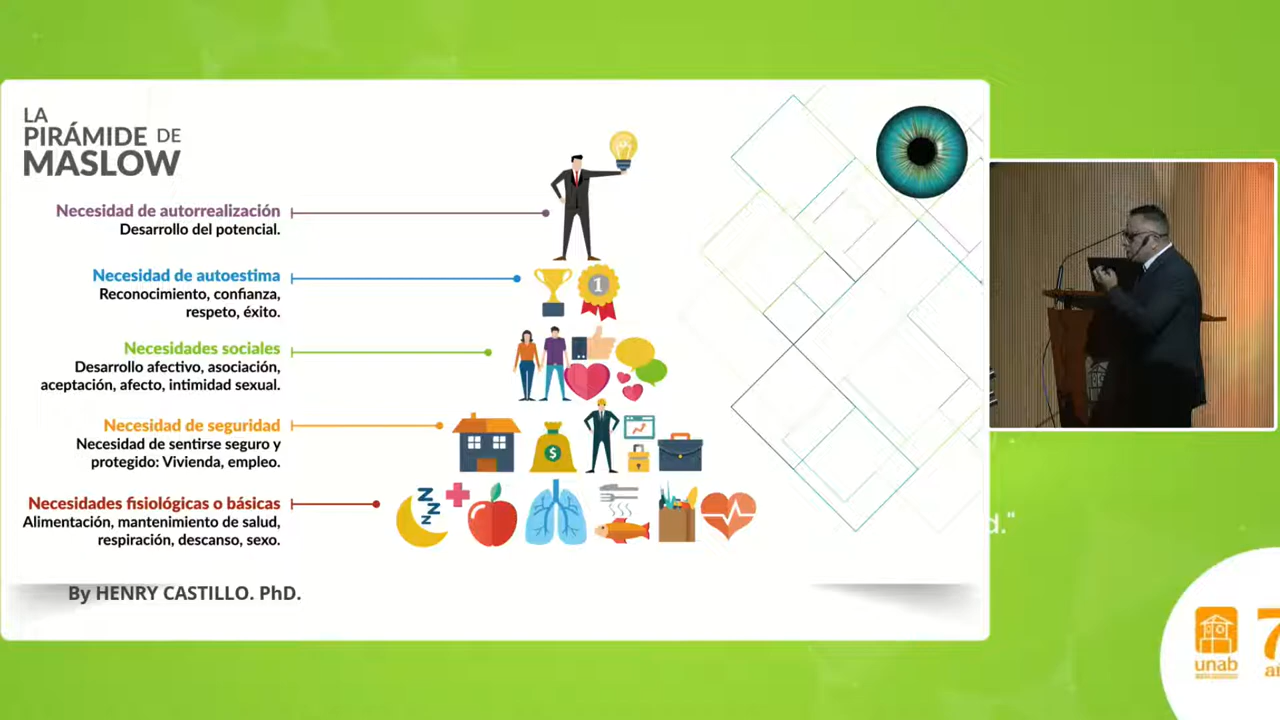 LA
PIRÁMIDE DE
MASLOW
Necesidad de autorrealización
Desarrollo del potencial.
Necesidad de autoestima
Reconocimiento, confianza,
respeto, éxito.
1
Necesidades sociales
Desarrollo afectivo, asociación,
aceptación, afecto, intimidad sexual.
Necesidad de seguridad
Necesidad de sentirse seguro y
protegido: Vivienda, empleo.
$
Necesidades fisiológicas o básicas
Alimentación, mantenimiento de salud,
respiración, descanso, sexo.
Z Z Z
By HENRY CASTILLO. PhD.
d."
unab
7